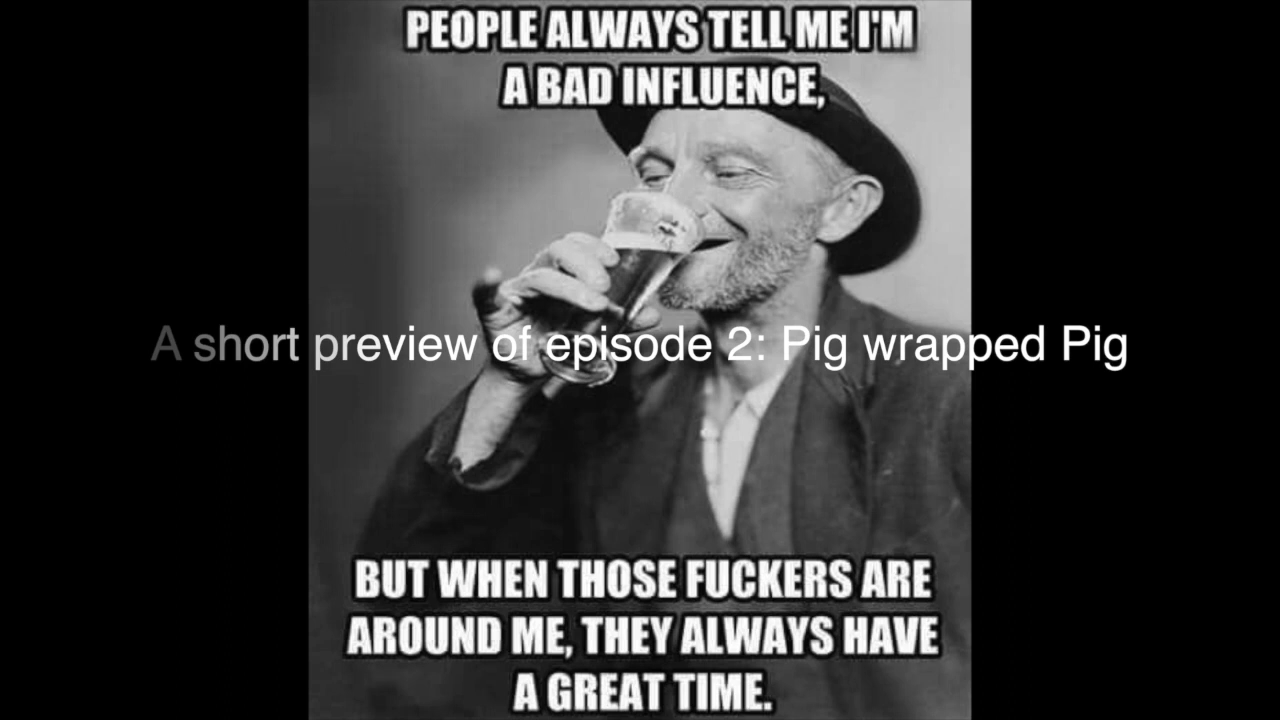 PEOPLE ALWAYS TELL ME I'M
A BAD INFLUENCE,
A short preview of episode 2: Pig wrapped Pig
BUT WHEN THOSE FUCKERS ARE
AROUND ME, THEY ALWAYS HAVE
A GREAT TIME.